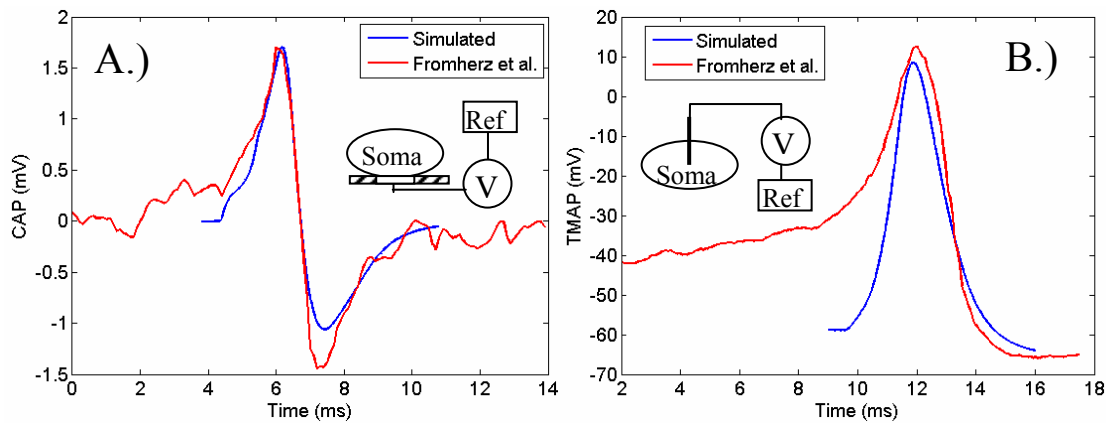 A.)
Simulated
Fromherz et al.
Ref
Soma
V
CAP (mV)
2
1.5
1
0.5
0
-0.5
-1
-1.5
0 2 4 6 8 10 12 14
Time (ms)
B.)
Simulated
Fromherz et al.
V
Soma
Ref
TMAP (mV)
20
10
0
-10
-20
-30
-40
-50
-60
-70
2 4 6 8 10 12 14 16 18
Time (ms)